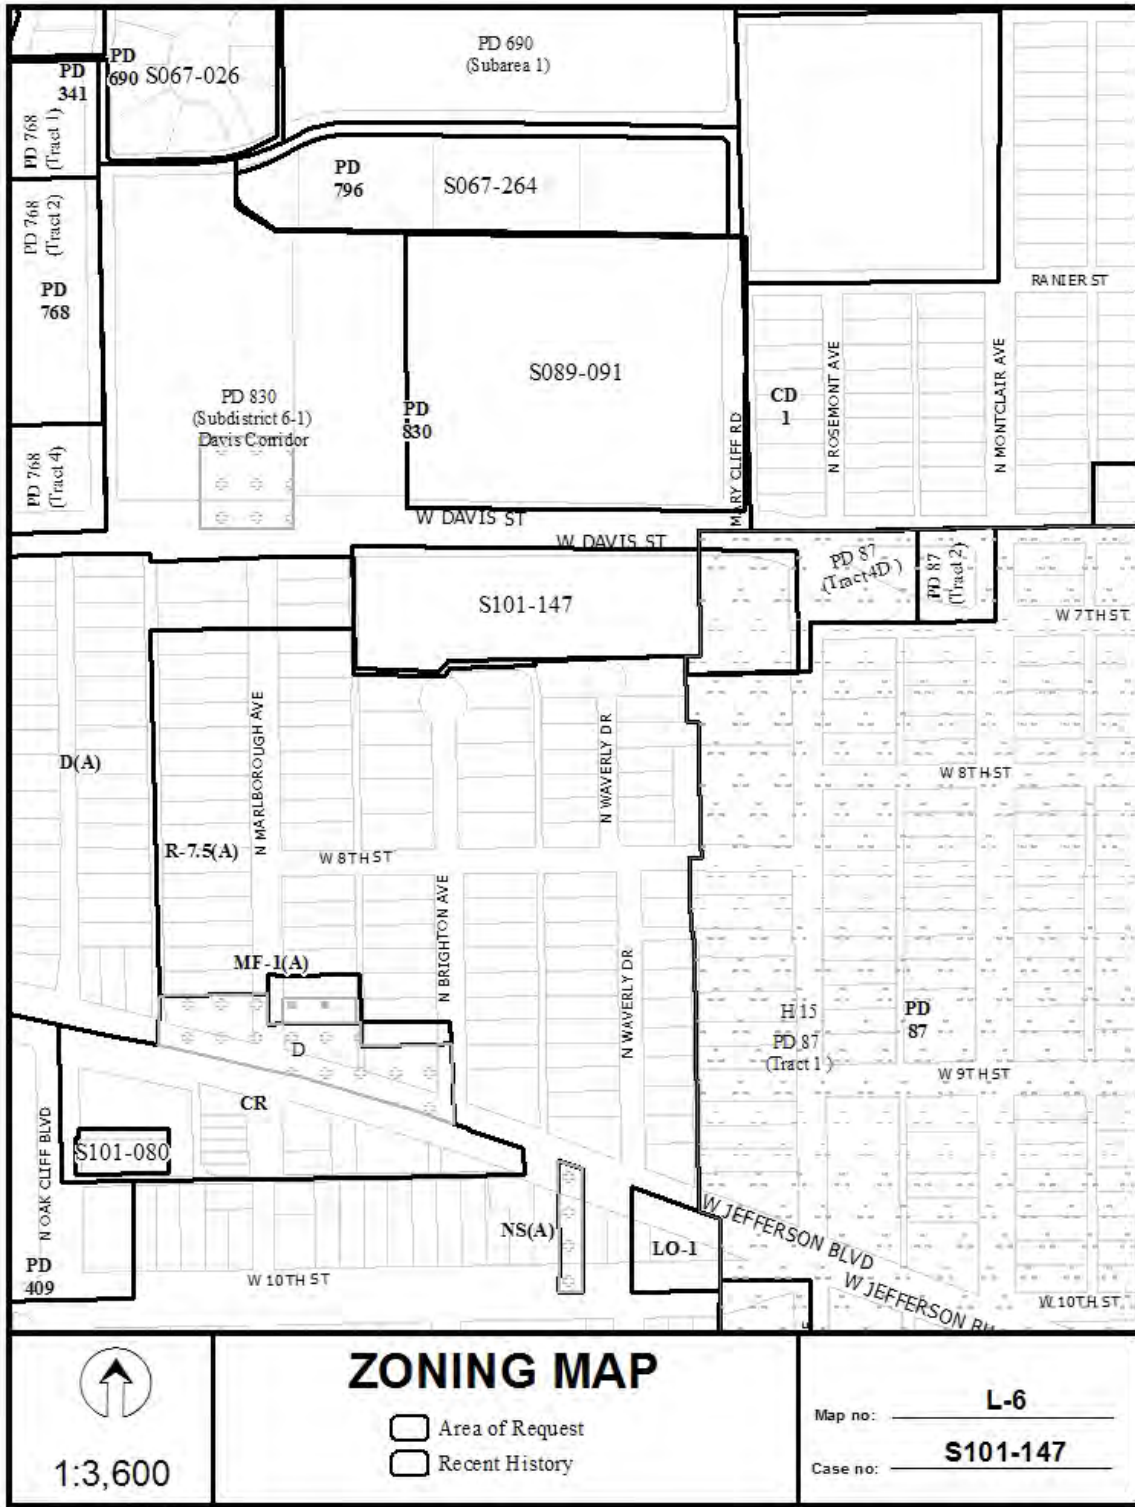 PD 690
(Subarea 1)
PD
690
S067-026
PD
341
PD 768
(Tract 1)
PD
796
S067-264
PD 768
(Tract 2)
PD
768
RANIER ST
S089-091
PD 830
(Subdistrict 6-1)
Davis Corridor
PD
830
CD
1
N ROSEMONT AVE
N MONTCLAIR AVE
MARY CLIFF RD
PD 768
(Tract 4)
W DAVIS ST
W DAVIS ST
PD 87
(Tract 4D )
PD 87
(Tract 2)
S101-147
W 7TH ST
N MARLBOROUGH AVE
N WAVERLY DR
D(A)
W 8TH ST
R-7.5(A)
W 8TH ST
N BRIGHTON AVE
MF-1(A)
N WAVERLY DR
H/15
PD 87
(Tract 1 )
PD
87
D
W 9TH ST
CR
N OAK CLIFF BLVD
S101-080
W JEFFERSON BLVD
NS(A)
LO-1
PD
409
W 10TH ST
W JEFFERSON
W 10TH ST
ZONING MAP
Area of Request
Recent History
1:3,600
Map no: L-6
Case no: S101-147